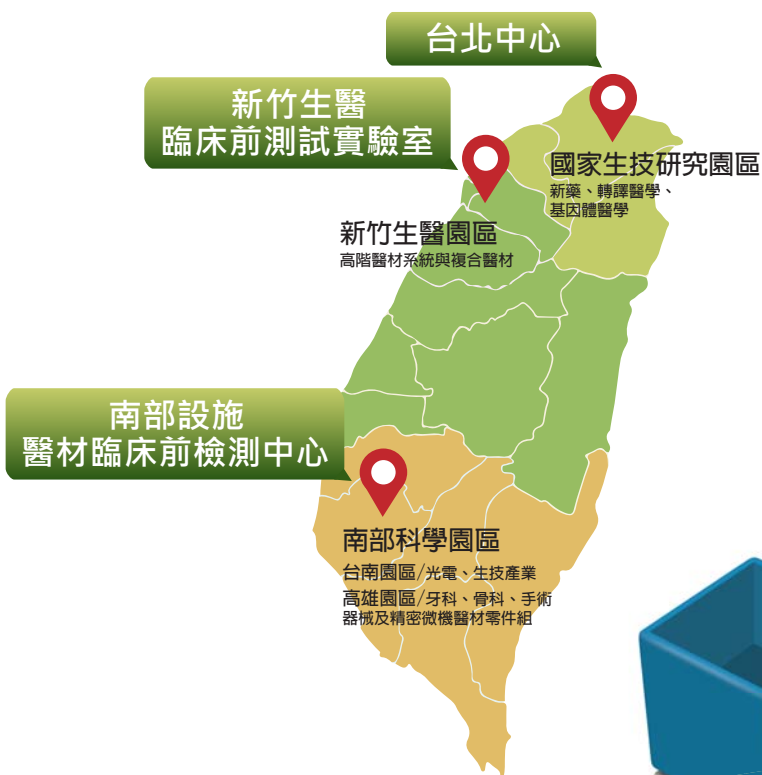 台北中心
新竹生醫
臨床前測試實驗室
國家生技研究園區
新藥、轉譯醫學、
基因體醫學
新竹生醫園區
高階醫材系統與複合醫材
南部設施
醫材臨床前檢測中心
南部科學園區
台南園區/光電、生技產業
高雄園區/牙科、骨科、手術
器械及精密微機醫材零件組